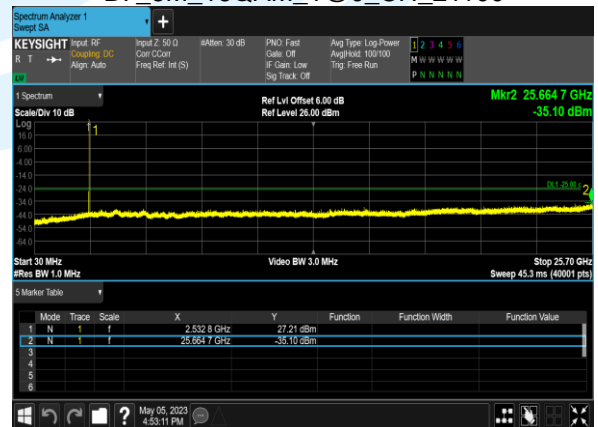 Spectrum Analyzer 1
Swept SA
KEYSIGHT Input: RF Input Z: 50 Ω #Atten: 30 dB PNO: Fast Avg Type: Log-Power 1 2 3 4 5 6
R T Coupling: DC Corr CCorr Gate: Off Avg|Hold: 100/100 M W W W W W
Align: Auto Freq Ref: Int (S) IF Gain: Low Trig: Free Run
Sig Track: Off P N N N N N
1 Spectrum Ref Lvl Offset 6.00 dB Mkr2 25.664 7 GHz
Scale/Div 10 dB Ref Level 26.00 dBm -35.10 dBm
Log
1
16.0
6.00
-4.00
-14.0
-24.0
DL1 -25.00
2
-34.0
-44.0
-54.0
-64.0
Start 30 MHz Video BW 3.0 MHz Stop 25.70 GHz
#Res BW 1.0 MHz Sweep 45.3 ms (40001 pts)
5 Marker Table
Mode Trace Scale X Y Function Function Width Function Value
1 N 1 f 2.532 8 GHz 27.21 dBm
2 N 1 f 25.664 7 GHz -35.10 dBm
3
4
5
6
? May 05, 2023
4:53:11 PM